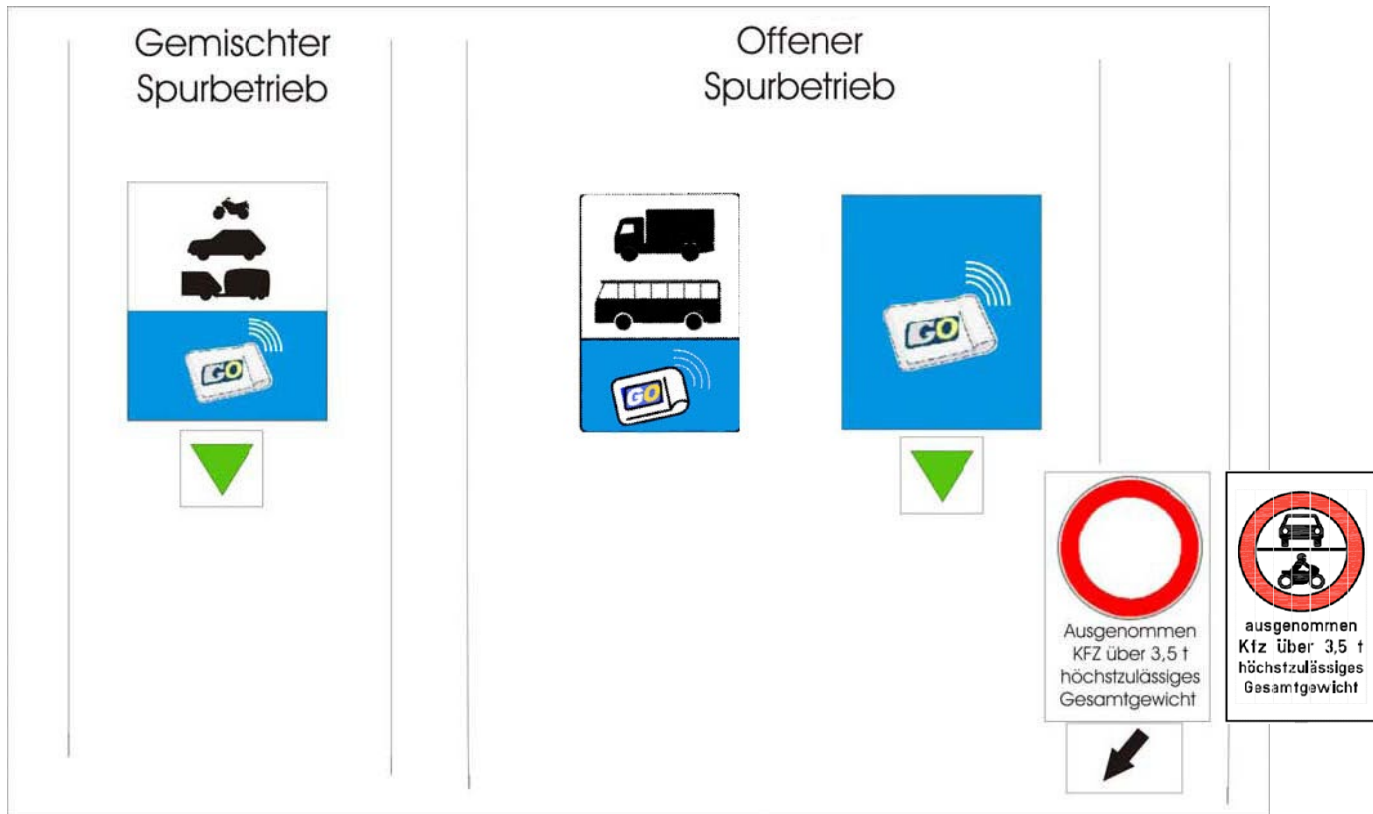 Gemischter
Spurbetrieb
Offener
Spurbetrieb
GO
GO
GO
Ausgenommen
KFZ über 3,5 t
höchstzulässiges
Gesamtgewicht
ausgenommen
Kfz über 3,5 t
höchstzulässiges
Gesamtgewicht